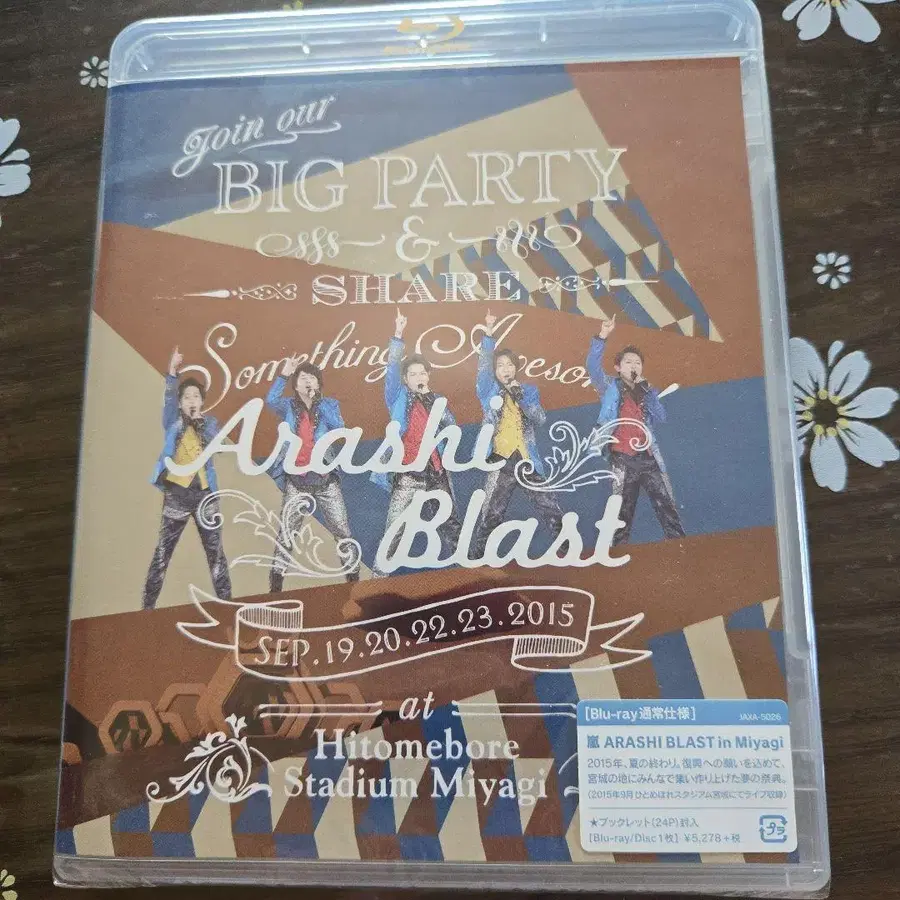 Join our
BIG PARTY
&
SHARE
Something Aweso
Arashi
Blast
SEP.19.20.22.23.2015
at
Hitomebore
Stadium Miyagi
[Blu-ray通常仕様] JAXA-5026
嵐 ARASHI BLAST in Miyagi
2015年、夏の終わり。復興への願いを込めて、
宮城の地にみんなで集い作り上げた夢の祭典。
(2015年9月 ひとめぼれスタジアム宮城にてライブ収録)
★ブックレット(24P)封入
[Blu-ray/Disc1枚] ¥5,278+税
プラ